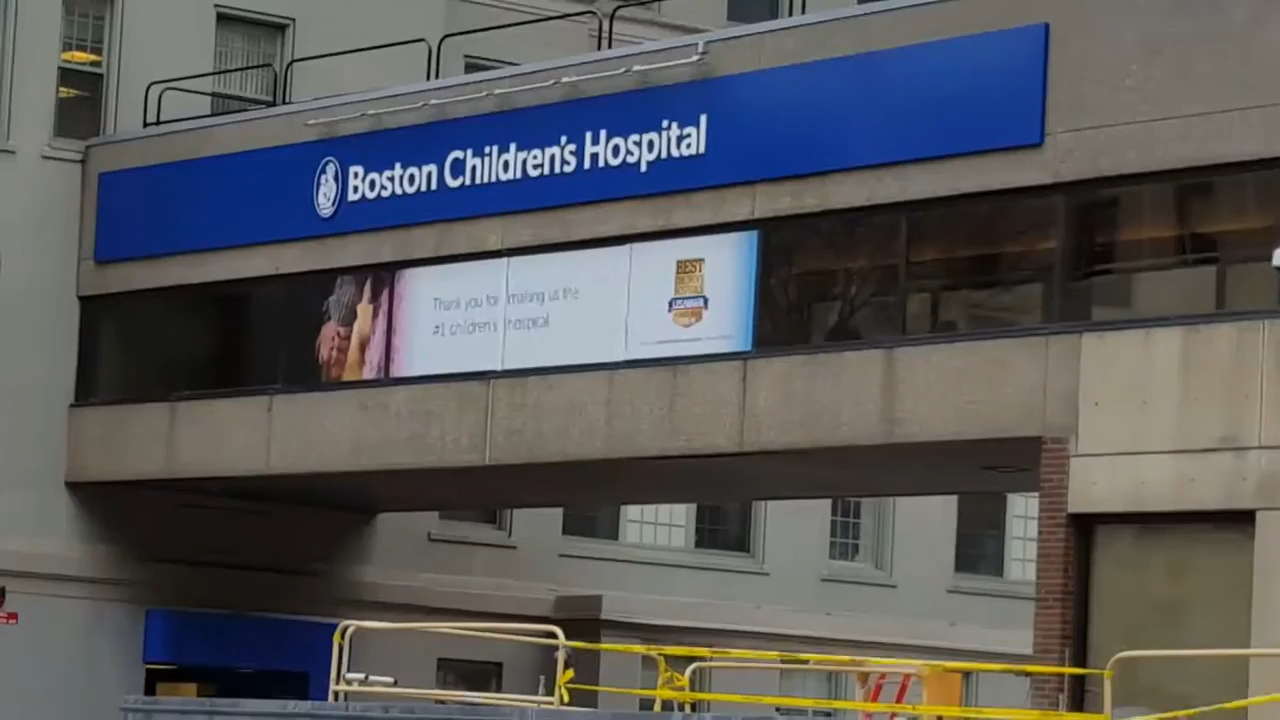 Boston Children's Hospital
Thank you for making us the
#1 children's hospital
BEST